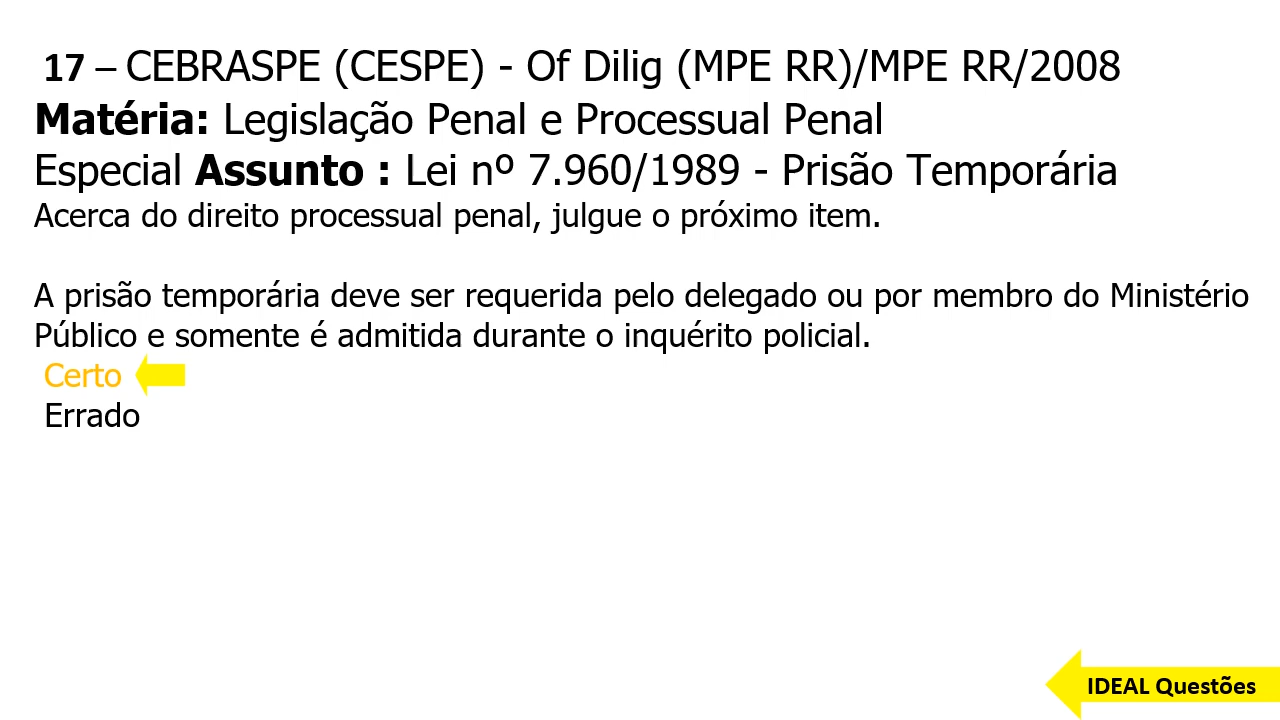 17 – CEBRASPE (CESPE) - Of Dilig (MPE RR)/MPE RR/2008
Matéria: Legislação Penal e Processual Penal
Especial Assunto : Lei nº 7.960/1989 - Prisão Temporária
Acerca do direito processual penal, julgue o próximo item.
A prisão temporária deve ser requerida pelo delegado ou por membro do Ministério
Público e somente é admitida durante o inquérito policial.
Certo
Errado
IDEAL Questões